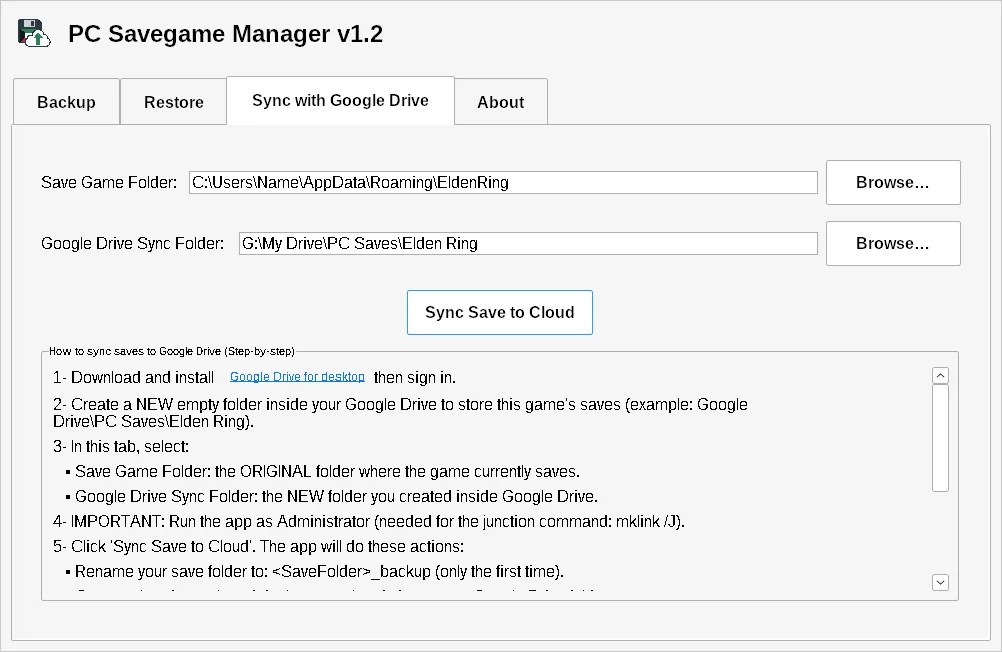 PC Savegame Manager v1.2
Backup
Restore
Sync with Google Drive
About
Save Game Folder:
C:\Users\Name\AppData\Roaming\EldenRing
Browse...
Google Drive Sync Folder:
G:\My Drive\PC Saves\Elden Ring
Browse...
Sync Save to Cloud
How to sync saves to Google Drive (Step-by-step)
1- Download and install Google Drive for desktop then sign in.
2- Create a NEW empty folder inside your Google Drive to store this game's saves (example: Google
Drive\PC Saves\Elden Ring).
3- In this tab, select:
▪ Save Game Folder: the ORIGINAL folder where the game currently saves.
▪ Google Drive Sync Folder: the NEW folder you created inside Google Drive.
4- IMPORTANT: Run the app as Administrator (needed for the junction command: mklink /J).
5- Click 'Sync Save to Cloud'. The app will do these actions:
▪ Rename your save folder to: <SaveFolder>_backup (only the first time).